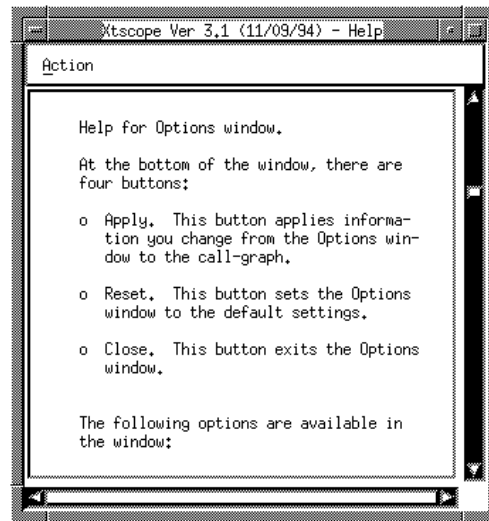 Xtscope Ver 3.1 (11/09/94) - Help
Action
Help for Options window.
At the bottom of the window, there are
four buttons:
o Apply. This button applies informa-
tion you change from the Options win-
dow to the call-graph.
o Reset. This button sets the Options
window to the default settings.
o Close. This button exits the Options
window.
The following options are available in
the window: